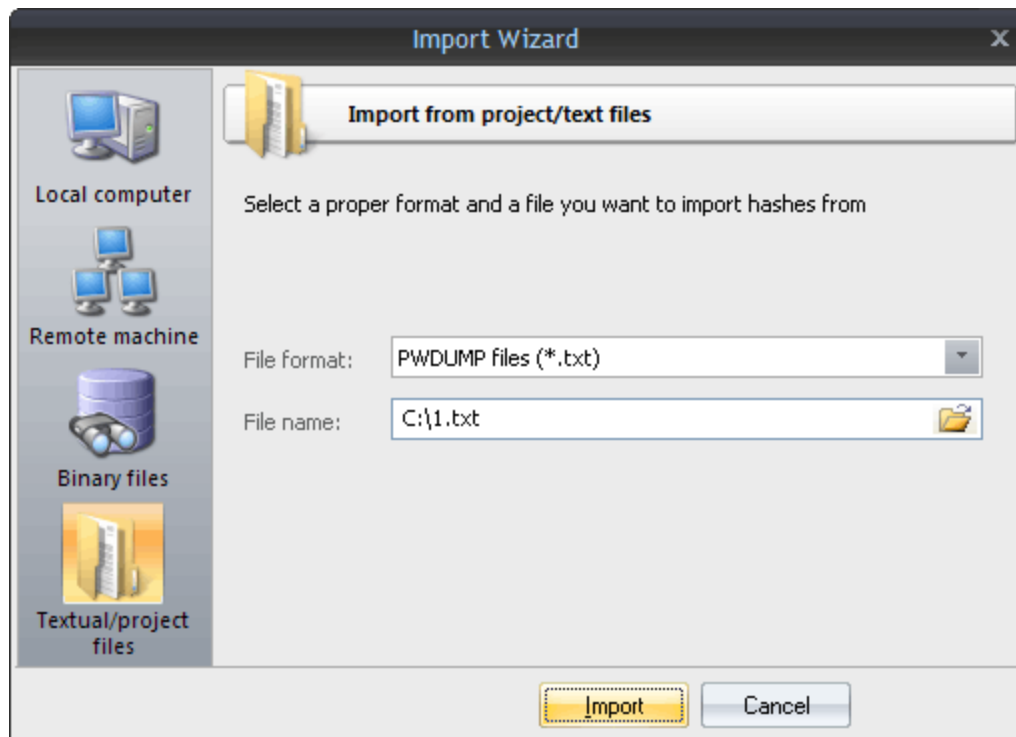 Import Wizard
x
Import from project/text files
Local computer
Select a proper format and a file you want to import hashes from
Remote machine
File format: PWDUMP files (*.txt)
File name: C:\1.txt
Binary files
Textual/project
files
Import Cancel